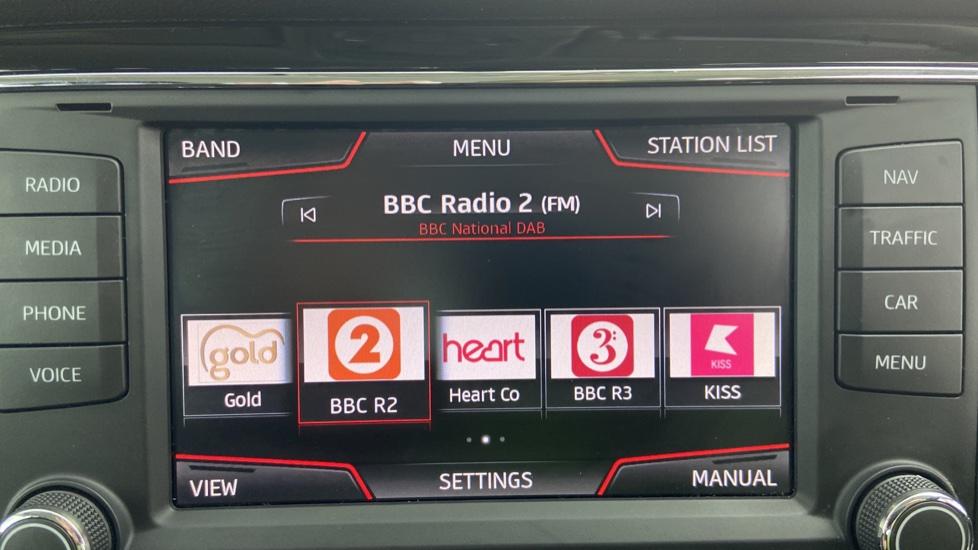 BAND
MENU
STATION LIST
RADIO
MEDIA
PHONE
VOICE
NAV
TRAFFIC
CAR
MENU
BBC Radio 2 (FM)
BBC National DAB
gold
2
heart
3
KISS
Gold
BBC R2
Heart Co
BBC R3
KISS
VIEW
SETTINGS
MANUAL